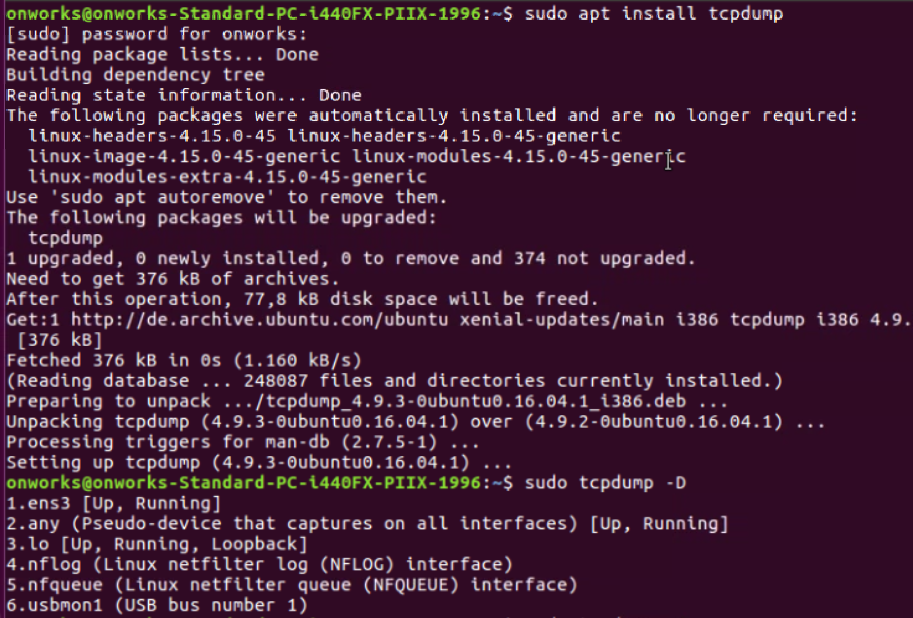 onworks@onworks-Standard-PC-i440FX-PIIX-1996:~$ sudo apt install tcpdump
[sudo] password for onworks:
Reading package lists... Done
Building dependency tree
Reading state information... Done
The following packages were automatically installed and are no longer required:
  linux-headers-4.15.0-45 linux-headers-4.15.0-45-generic
  linux-image-4.15.0-45-generic linux-modules-4.15.0-45-generic
  linux-modules-extra-4.15.0-45-generic
Use 'sudo apt autoremove' to remove them.
The following packages will be upgraded:
  tcpdump
1 upgraded, 0 newly installed, 0 to remove and 374 not upgraded.
Need to get 376 kB of archives.
After this operation, 77,8 kB disk space will be freed.
Get:1 http://de.archive.ubuntu.com/ubuntu xenial-updates/main i386 tcpdump i386 4.9.
 [376 kB]
Fetched 376 kB in 0s (1.160 kB/s)
(Reading database ... 248087 files and directories currently installed.)
Preparing to unpack .../tcpdump_4.9.3-0ubuntu0.16.04.1_i386.deb ...
Unpacking tcpdump (4.9.3-0ubuntu0.16.04.1) over (4.9.2-0ubuntu0.16.04.1) ...
Processing triggers for man-db (2.7.5-1) ...
Setting up tcpdump (4.9.3-0ubuntu0.16.04.1) ...
onworks@onworks-Standard-PC-i440FX-PIIX-1996:~$ sudo tcpdump -D
1.ens3 [Up, Running]
2.any (Pseudo-device that captures on all interfaces) [Up, Running]
3.lo [Up, Running, Loopback]
4.nflog (Linux netfilter log (NFLOG) interface)
5.nfqueue (Linux netfilter queue (NFQUEUE) interface)
6.usbmon1 (USB bus number 1)